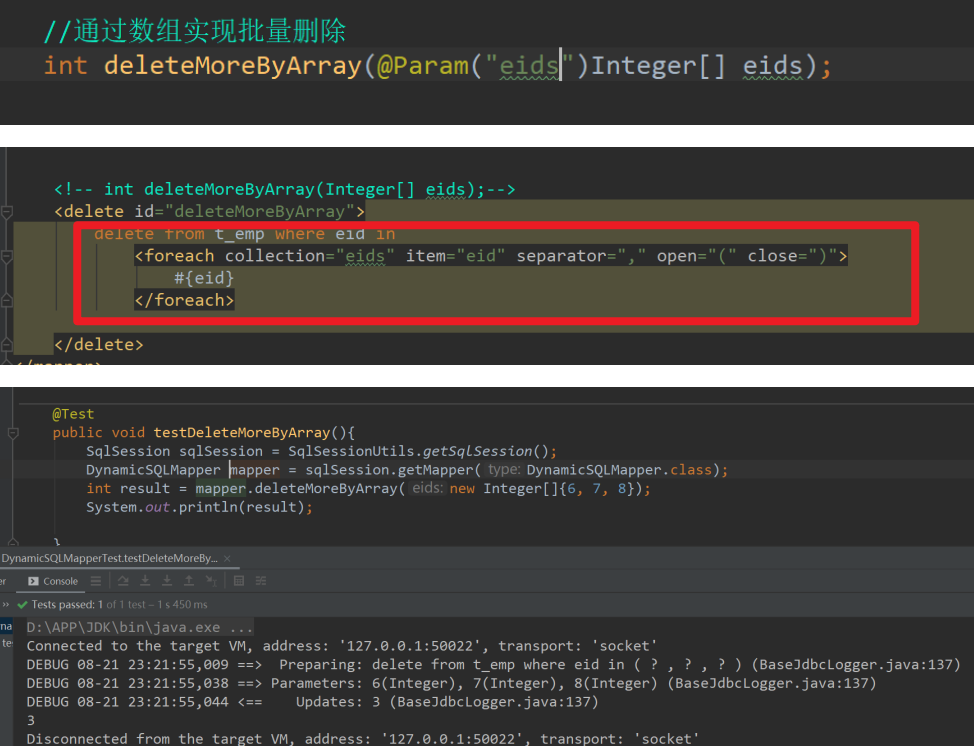 //通过数组实现批量删除
int deleteMoreByArray(@Param("eids")Integer[] eids);
<!-- int deleteMoreByArray(Integer[] eids);-->
<delete id="deleteMoreByArray">
delete from t_emp where eid in
<foreach collection="eids" item="eid" separator="," open="(" close=")">
#{eid}
</foreach>
</delete>
@Test
public void testDeleteMoreByArray(){
SqlSession sqlSession = SqlSessionUtils.getSqlSession();
DynamicSQLMapper mapper = sqlSession.getMapper( type: DynamicSQLMapper.class);
int result = mapper.deleteMoreByArray( eids: new Integer[]{6, 7, 8});
System.out.println(result);
}
DynamicSQLMapperTest.testDeleteMoreBy... ×
er Console
» Tests passed: 1 of 1 test – 1 s 450 ms
D:\APP\JDK\bin\java.exe ...
Connected to the target VM, address: '127.0.0.1:50022', transport: 'socket'
DEBUG 08-21 23:21:55,009 ==>  Preparing: delete from t_emp where eid in ( ? , ? , ? ) (BaseJdbcLogger.java:137)
DEBUG 08-21 23:21:55,038 ==> Parameters: 6(Integer), 7(Integer), 8(Integer) (BaseJdbcLogger.java:137)
DEBUG 08-21 23:21:55,044 <==    Updates: 3 (BaseJdbcLogger.java:137)
3
Disconnected from the target VM, address: '127.0.0.1:50022', transport: 'socket'